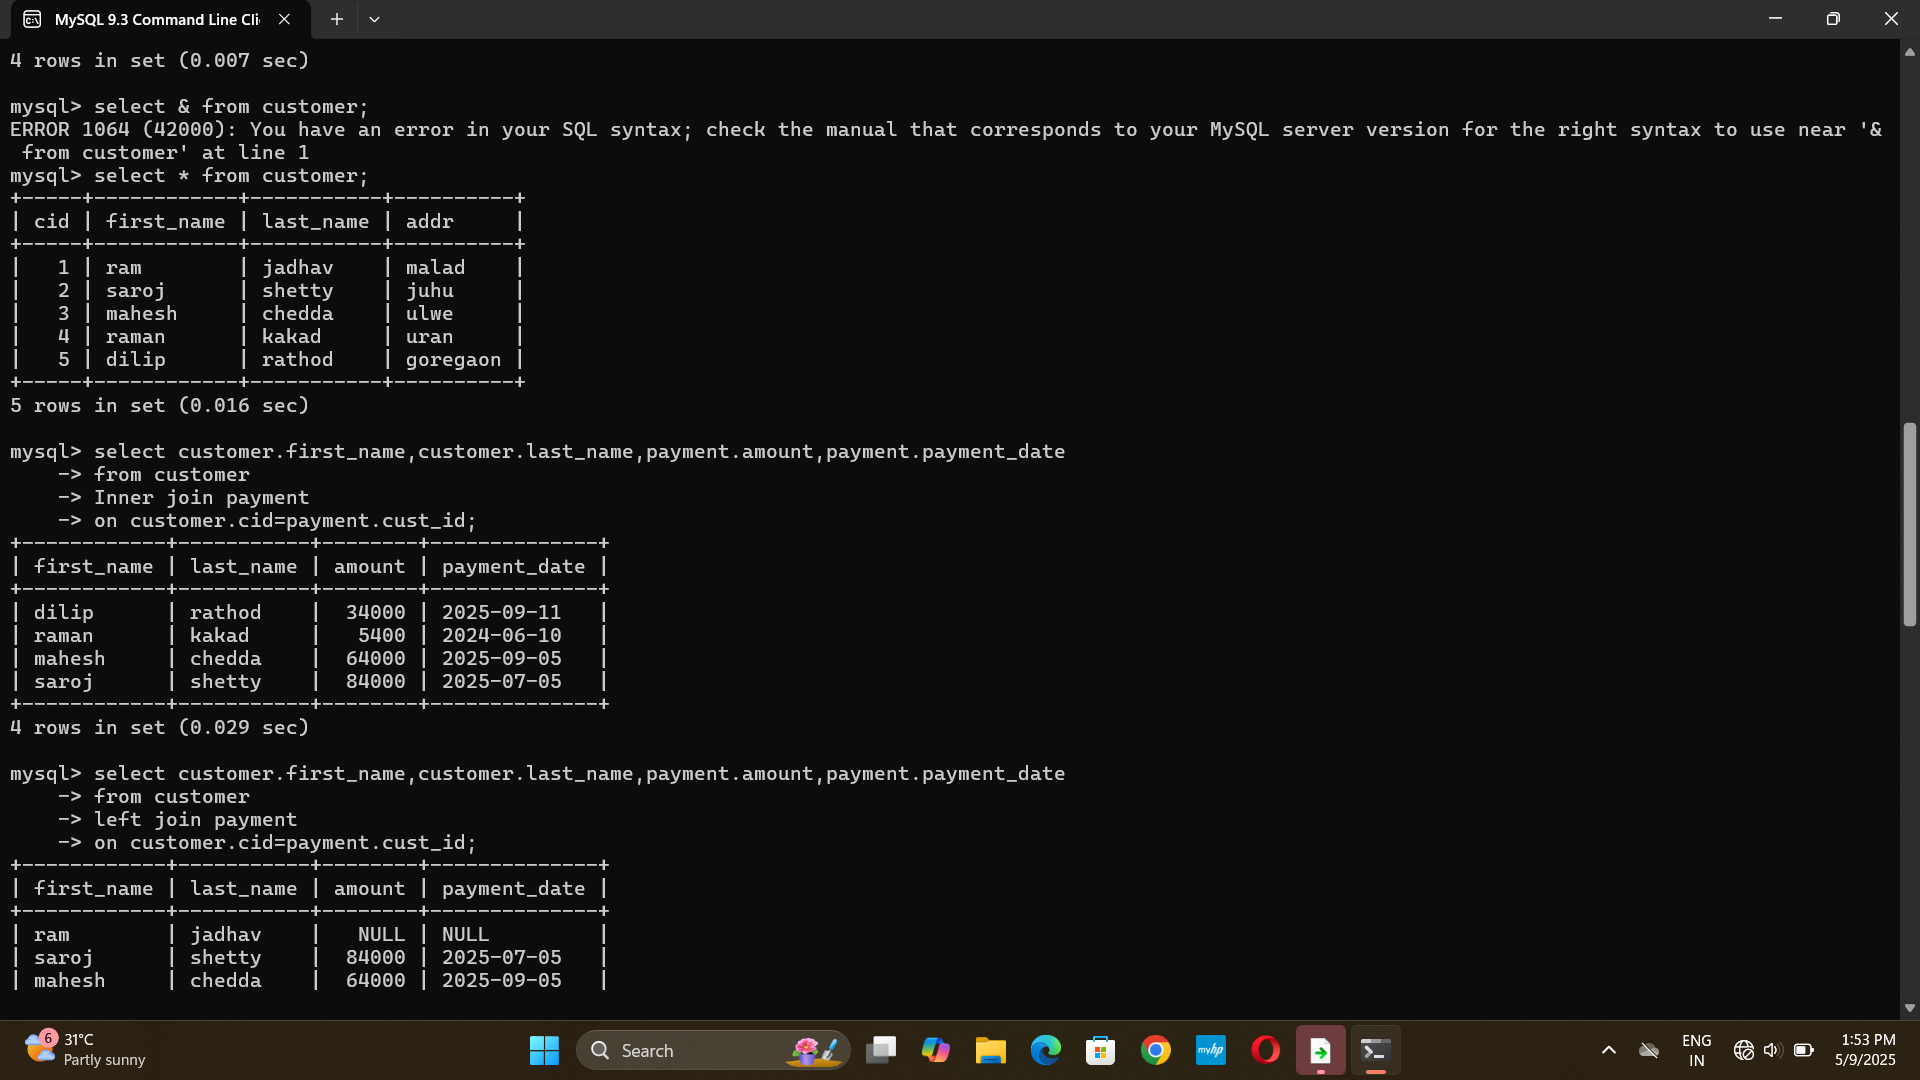 MySQL 9.3 Command Line Cli
4 rows in set (0.007 sec)
mysql> select & from customer;
ERROR 1064 (42000): You have an error in your SQL syntax; check the manual that corresponds to your MySQL server version for the right syntax to use near '&
 from customer' at line 1
mysql> select * from customer;
+-----+------------+-----------+----------+
| cid | first_name | last_name | addr     |
+-----+------------+-----------+----------+
|   1 | ram        | jadhav    | malad    |
|   2 | saroj      | shetty    | juhu     |
|   3 | mahesh     | chedda    | ulwe     |
|   4 | raman      | kakad     | uran     |
|   5 | dilip      | rathod    | goregaon |
+-----+------------+-----------+----------+
5 rows in set (0.016 sec)
mysql> select customer.first_name,customer.last_name,payment.amount,payment.payment_date
    -> from customer
    -> Inner join payment
    -> on customer.cid=payment.cust_id;
+------------+-----------+--------+--------------+
| first_name | last_name | amount | payment_date |
+------------+-----------+--------+--------------+
| dilip      | rathod    |  34000 | 2025-09-11   |
| raman      | kakad     |   5400 | 2024-06-10   |
| mahesh     | chedda    |  64000 | 2025-09-05   |
| saroj      | shetty    |  84000 | 2025-07-05   |
+------------+-----------+--------+--------------+
4 rows in set (0.029 sec)
mysql> select customer.first_name,customer.last_name,payment.amount,payment.payment_date
    -> from customer
    -> left join payment
    -> on customer.cid=payment.cust_id;
+------------+-----------+--------+--------------+
| first_name | last_name | amount | payment_date |
+------------+-----------+--------+--------------+
| ram        | jadhav    |   NULL | NULL         |
| saroj      | shetty    |  84000 | 2025-07-05   |
| mahesh     | chedda    |  64000 | 2025-09-05   |
6
31°C
Partly sunny
Search
myhp
ENG
IN
1:53 PM
5/9/2025